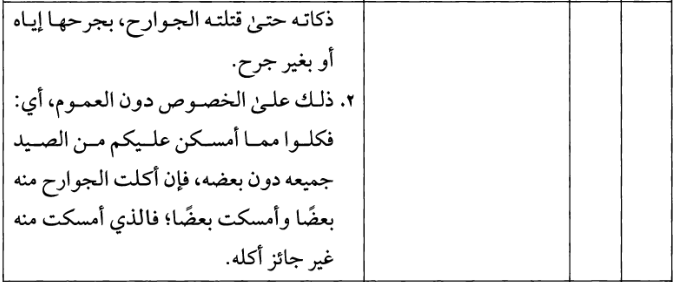 ذكاته حتىٰ قتلته الجوارح، بجرحها إياه
أو بغير جرح.
٢. ذلك علىٰ الخصوص دون العموم، أي:
فكلوا مما أمسكن عليكم من الصيد
جميعه دون بعضه، فإن أكلت الجوارح منه
بعضًا وأمسكت بعضًا؛ فالذي أمسكت منه
غير جائز أكله.